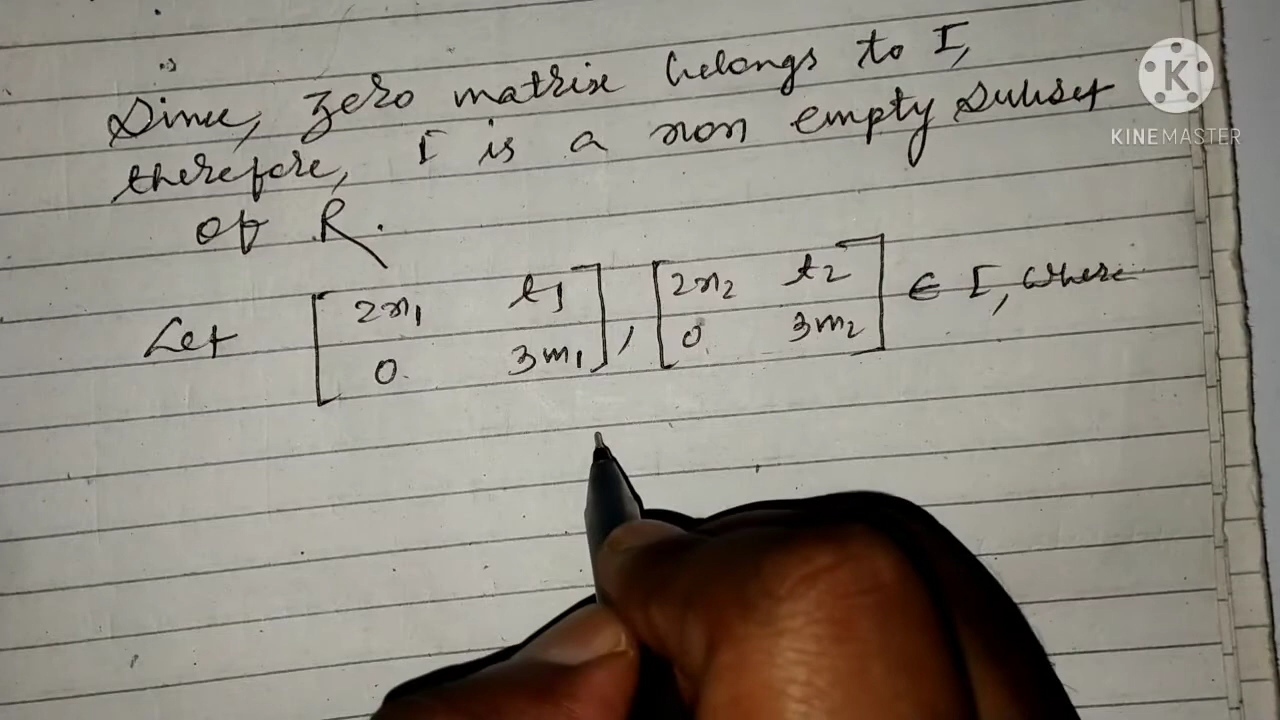 Since, zero matrix belongs to I,
therefore, I is a non empty subset
of R.
Let [2n₁ t₁; 0 3m₁], [2n₂ t₂; 0 3m₂] ∈ I, where
K
KINEMASTER